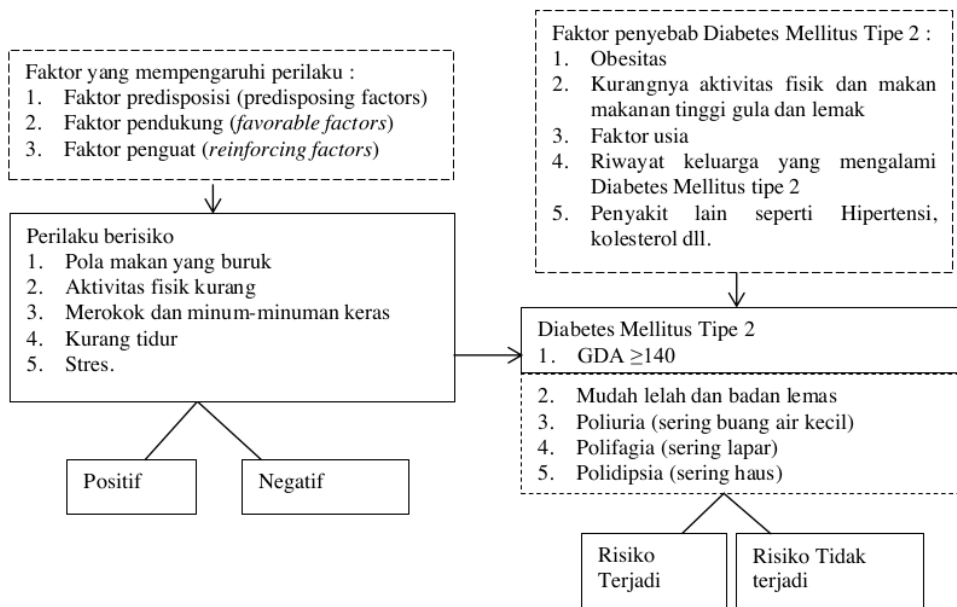 Faktor yang mempengaruhi perilaku :
1. Faktor predisposisi (predisposing factors)
2. Faktor pendukung (favorable factors)
3. Faktor penguat (reinforcing factors)
Perilaku berisiko
1. Pola makan yang buruk
2. Aktivitas fisik kurang
3. Merokok dan minum-minuman keras
4. Kurang tidur
5. Stres.
Positif
Negatif
Faktor penyebab Diabetes Mellitus Tipe 2 :
1. Obesitas
2. Kurangnya aktivitas fisik dan makan
makanan tinggi gula dan lemak
3. Faktor usia
4. Riwayat keluarga yang mengalami
Diabetes Mellitus tipe 2
5. Penyakit lain seperti Hipertensi,
kolesterol dll.
Diabetes Mellitus Tipe 2
1. GDA ≥140
2. Mudah lelah dan badan lemas
3. Poliuria (sering buang air kecil)
4. Polifagia (sering lapar)
5. Polidipsia (sering haus)
Risiko
Terjadi
Risiko Tidak
terjadi